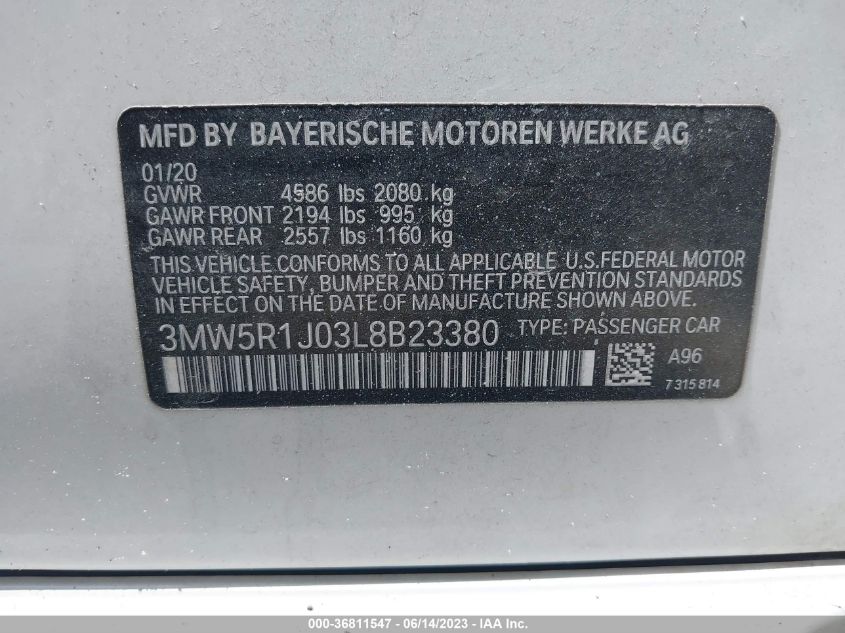 MFD BY BAYERISCHE MOTOREN WERKE AG
01/20
GVWR 4586 lbs 2080 kg
GAWR FRONT 2194 lbs 995 kg
GAWR REAR 2557 lbs 1160 kg
THIS VEHICLE CONFORMS TO ALL APPLICABLE U.S.FEDERAL MOTOR
VEHICLE SAFETY, BUMPER AND THEFT PREVENTION STANDARDS
IN EFFECT ON THE DATE OF MANUFACTURE SHOWN ABOVE.
3MW5R1J03L8B23380 TYPE: PASSENGER CAR
A96
7 315 814
000 - 36811547 - 06/14/2023 - IAA Inc.